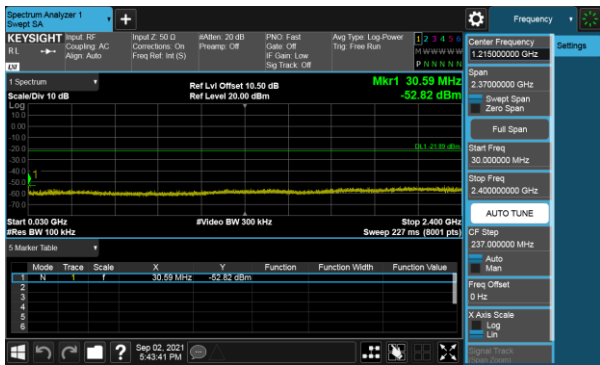 Spectrum Analyzer 1
Swept SA
+
Frequency
KEYSIGHT
RL
LXI
Input: RF
Coupling: AC
Align: Auto
Input Z: 50 Ω
Corrections: On
Freq Ref: Int (S)
#Atten: 20 dB
Preamp: Off
PNO: Fast
Gate: Off
IF Gain: Low
Sig Track: Off
Avg Type: Log-Power
Trig: Free Run
1 2 3 4 5 6
M W W W W W
P N N N N N
1 Spectrum
Scale/Div 10 dB
Ref Lvl Offset 10.50 dB
Ref Level 20.00 dBm
Mkr1 30.59 MHz
-52.82 dBm
Log
10.0
0.00
-10.0
-20.0
-30.0
-40.0
-50.0
-60.0
-70.0
1
Start 0.030 GHz
#Res BW 100 kHz
#Video BW 300 kHz
Stop 2.400 GHz
Sweep 227 ms (8001 pts)
5 Marker Table
Mode Trace Scale X Y Function Function Width Function Value
1 N 1 f 30.59 MHz -52.82 dBm
2
3
4
5
6
?
Sep 02, 2021
5:43:41 PM
Center Frequency
1.215000000 GHz
Settings
Span
2.37000000 GHz
Swept Span
Zero Span
Full Span
Start Freq
30.000000 MHz
Stop Freq
2.400000000 GHz
AUTO TUNE
CF Step
237.000000 MHz
Auto
Man
Freq Offset
0 Hz
X Axis Scale
Log
Lin
Signal Track
(Span Zoom)